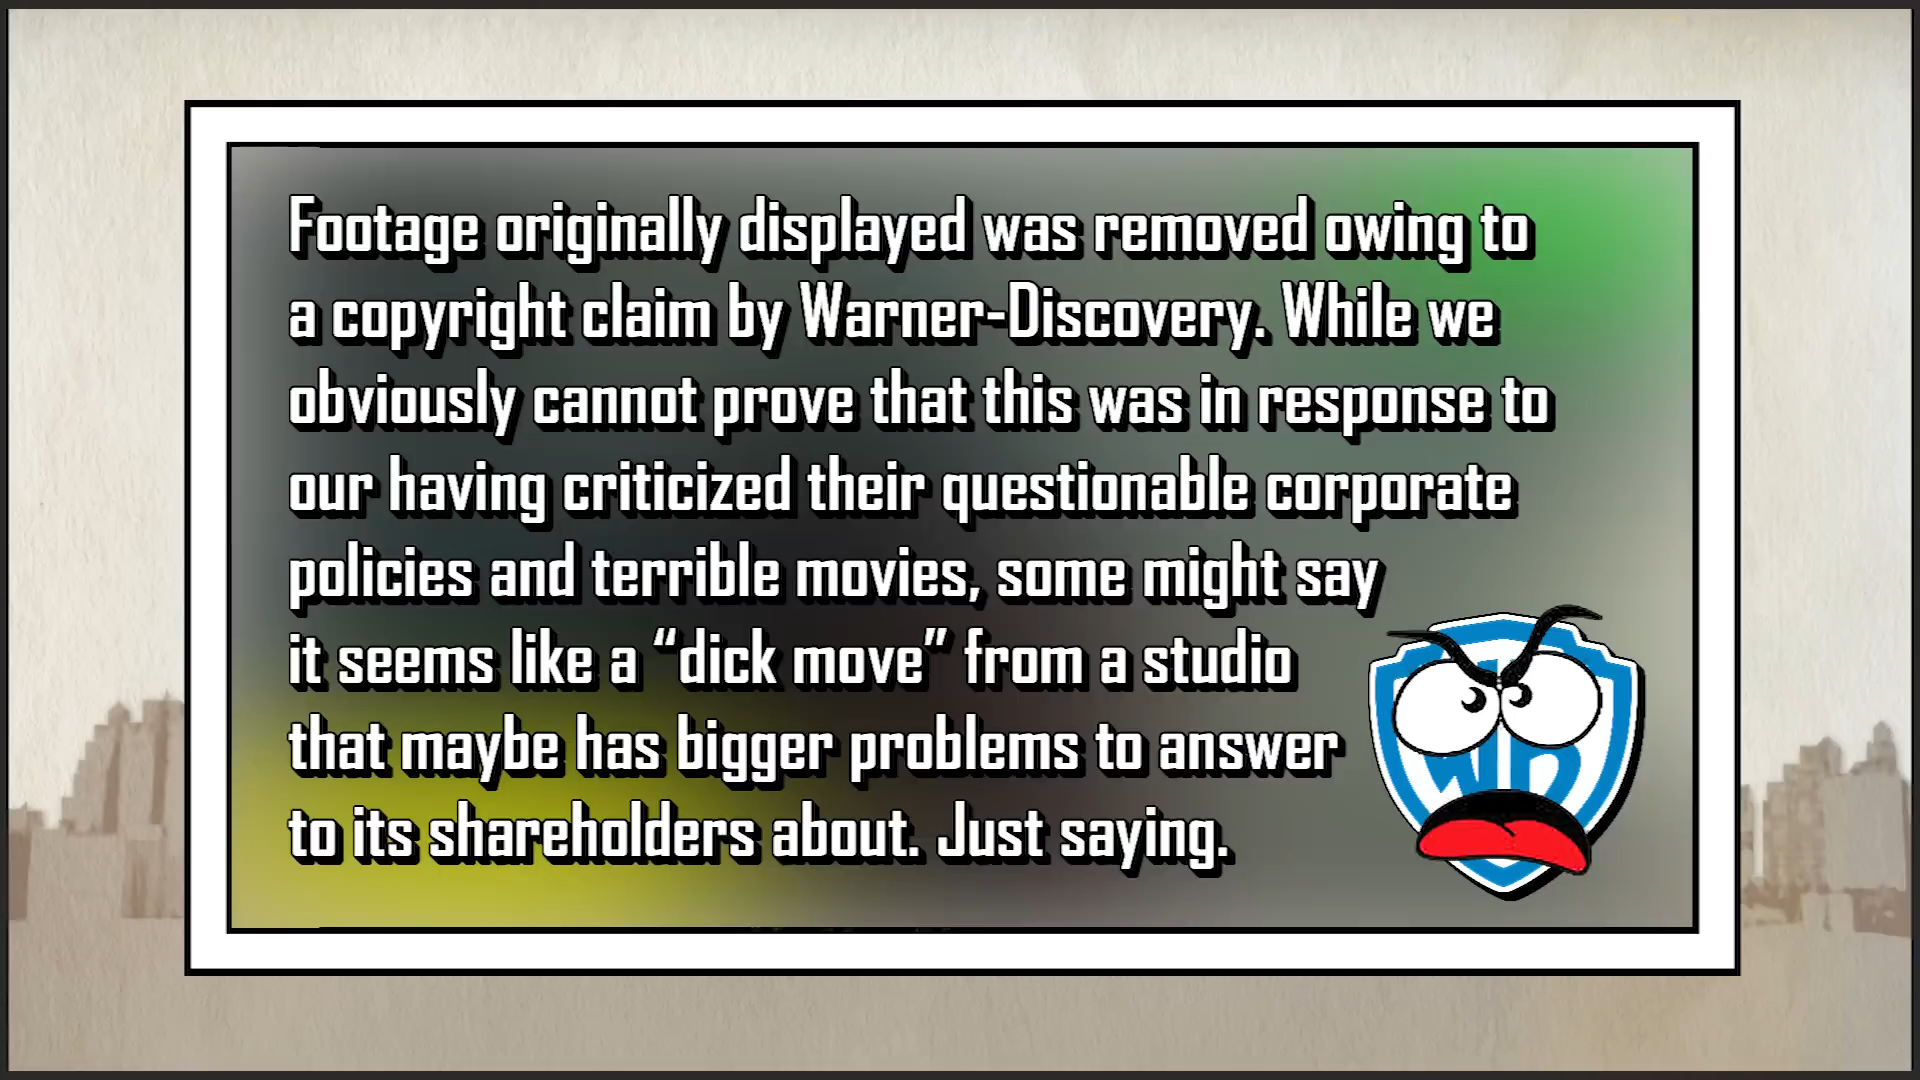 Footage originally displayed was removed owing to
a copyright claim by Warner-Discovery. While we
obviously cannot prove that this was in response to
our having criticized their questionable corporate
policies and terrible movies, some might say
it seems like a “dick move” from a studio
that maybe has bigger problems to answer
to its shareholders about. Just saying.